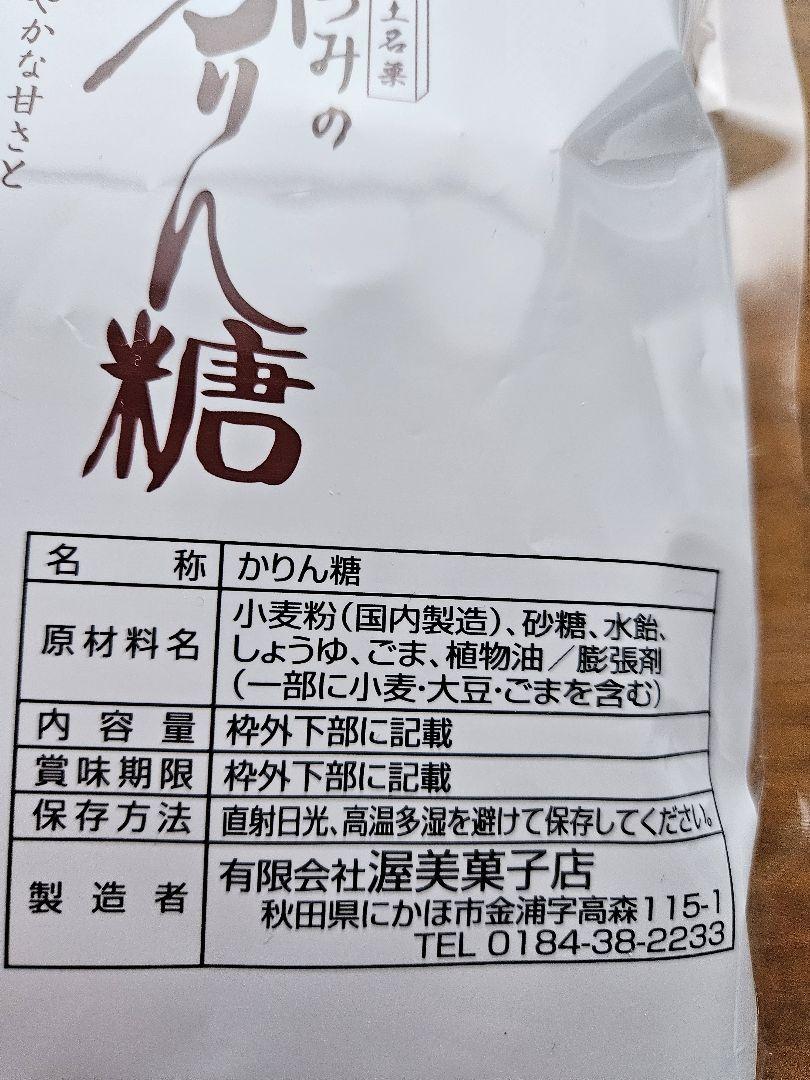 土名菓
みの
りん糖
やかな甘さと
名称 かりん糖
原材料名 小麦粉(国内製造)、砂糖、水飴、
しょうゆ、ごま、植物油／膨張剤
(一部に小麦・大豆・ごまを含む)
内容量 枠外下部に記載
賞味期限 枠外下部に記載
保存方法 直射日光、高温多湿を避けて保存してください。
製造者 有限会社渥美菓子店
秋田県にかほ市金浦字高森115-1
TEL 0184-38-2233